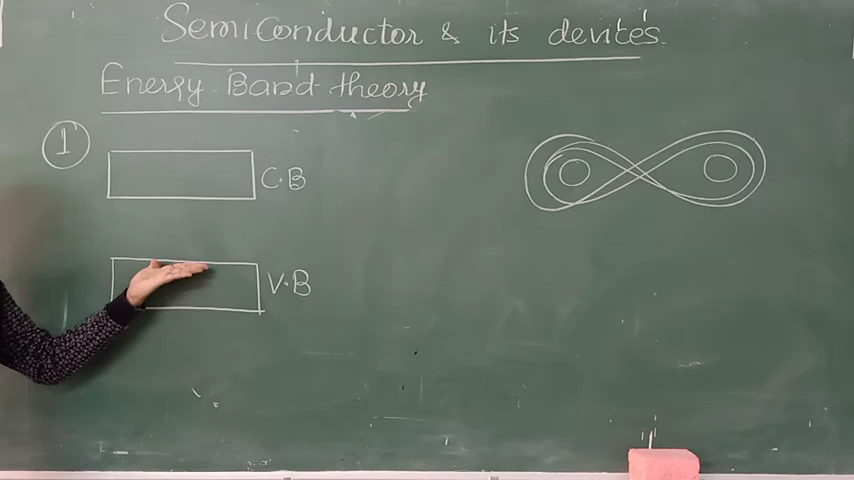 Semiconductor & its devices.
Energy Band theory
1
C.B
V.B